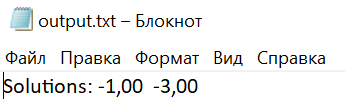 output.txt – Блокнот
Файл Правка Формат Вид Справка
Solutions: -1,00 -3,00